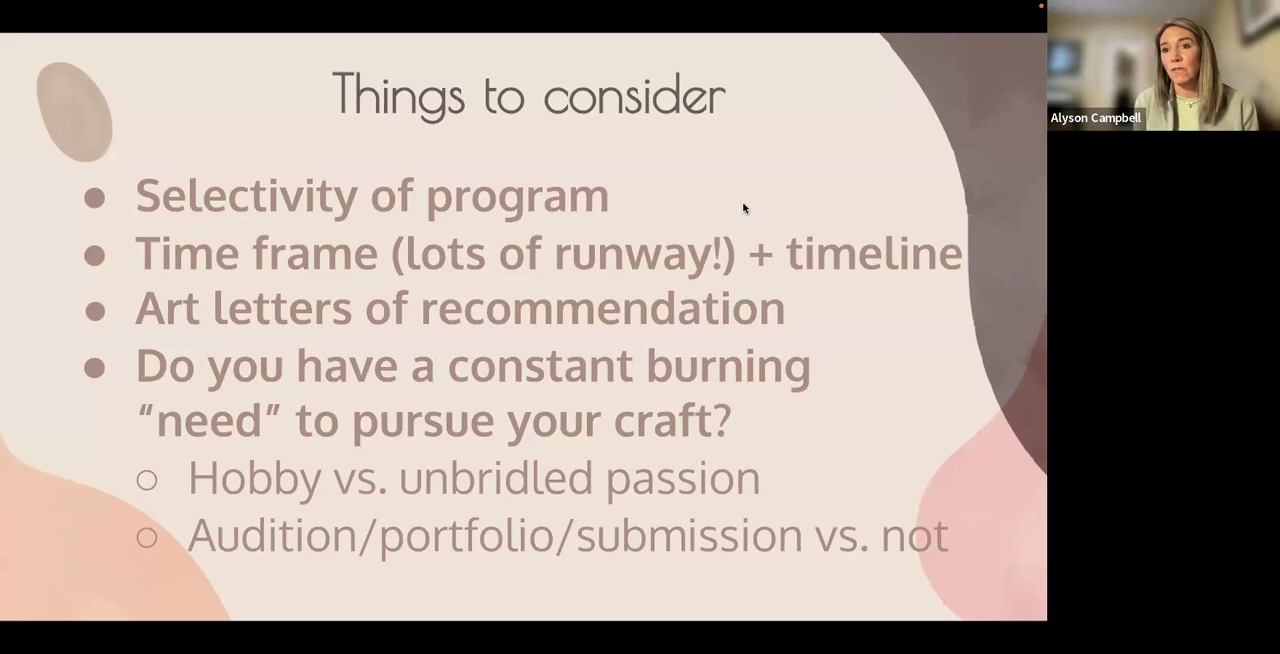 Things to consider
● Selectivity of program
● Time frame (lots of runway!) + timeline
● Art letters of recommendation
● Do you have a constant burning
“need” to pursue your craft?
○ Hobby vs. unbridled passion
○ Audition/portfolio/submission vs. not
Alyson Campbell